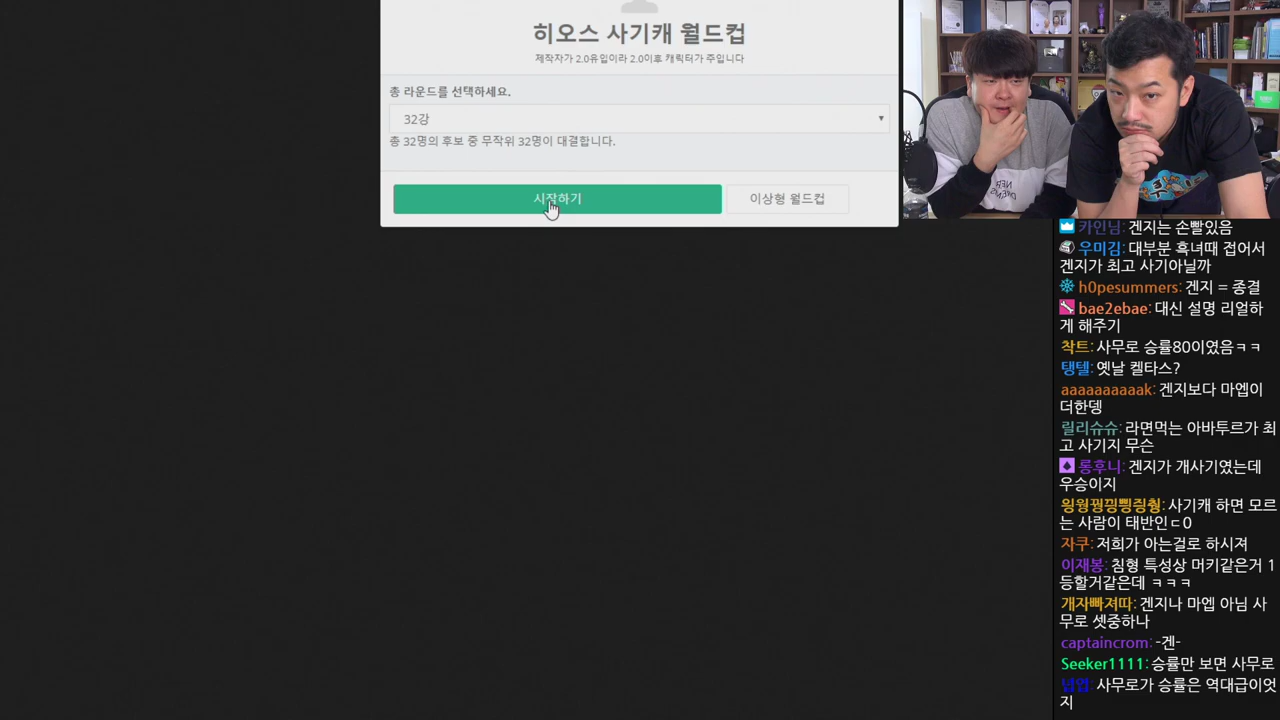 히오스 사기캐 월드컵
제작자가 2.0유입이라 2.0이후 캐릭터가 주입니다
총 라운드를 선택하세요.
32강
총 32명의 후보 중 무작위 32명이 대결합니다.
시작하기
이상형 월드컵
카인님: 겐지는 손빨있음
우미김: 대부분 흑녀때 접어서
겐지가 최고 사기아닐까
h0pesummers: 겐지 = 종결
bae2ebae: 대신 설명 리얼하
게 해주기
착트: 사무로 승률80이였음ㅋㅋ
탱텔: 옛날 켈타스?
aaaaaaaaaak: 겐지보다 마엡이
더한뎅
릴리슈슈: 라면먹는 아바투르가 최
고 사기지 무슨
롱후니: 겐지가 개사기였는데
우승이지
사기캐 하면 모르
는 사람이 태반인ㄷ0
자쿠: 저희가 아는걸로 하시져
이재봉: 침형 특성상 머키같은거 1
등할거같은데 ㅋㅋㅋ
개자빠져따: 겐지나 마엡 아님 사
무로 셋중하나
captaincrom: -겐-
Seeker1111: 승률만 보면 사무로
넙업: 사무로가 승률은 역대급이엇
지